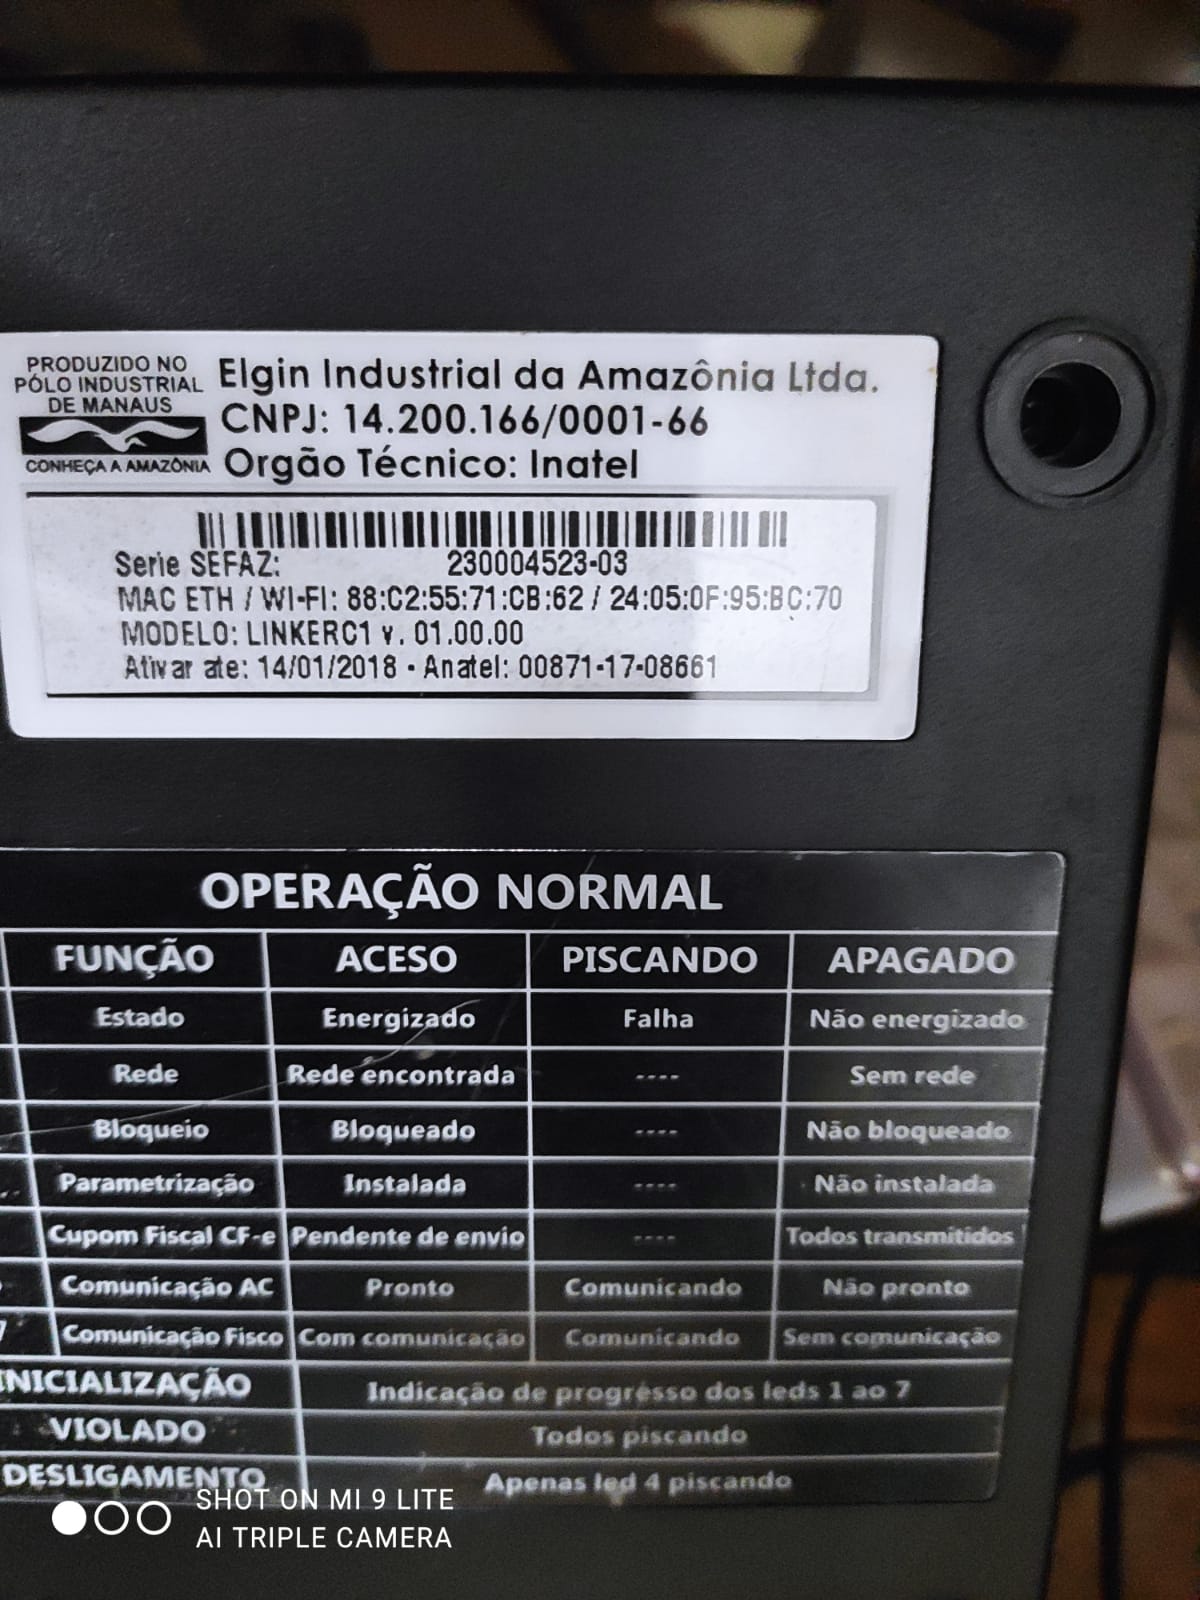 PRODUZIDO NO
PÓLO INDUSTRIAL
DE MANAUS
CONHEÇA A AMAZÔNIA
Elgin Industrial da Amazônia Ltda.
CNPJ: 14.200.166/0001-66
Orgão Técnico: Inatel
Serie SEFAZ: 230004523-03
MAC ETH / WI-FI: 88:C2:55:71:CB:62 / 24:05:0F:95:BC:70
MODELO: LINKERC1 v. 01.00.00
Ativar ate: 14/01/2018 - Anatel: 00871-17-08661
OPERAÇÃO NORMAL
FUNÇÃO ACESO PISCANDO APAGADO
Estado Energizado Falha Não energizado
Rede Rede encontrada ---- Sem rede
Bloqueio Bloqueado ---- Não bloqueado
Parametrização Instalada ---- Não instalada
Cupom Fiscal CF-e Pendente de envio ---- Todos transmitidos
Comunicação AC Pronto Comunicando Não pronto
7 Comunicação Fisco Com comunicação Comunicando Sem comunicação
INICIALIZAÇÃO Indicação de progresso dos leds 1 ao 7
VIOLADO Todos piscando
DESLIGAMENTO Apenas led 4 piscando
SHOT ON MI 9 LITE
AI TRIPLE CAMERA